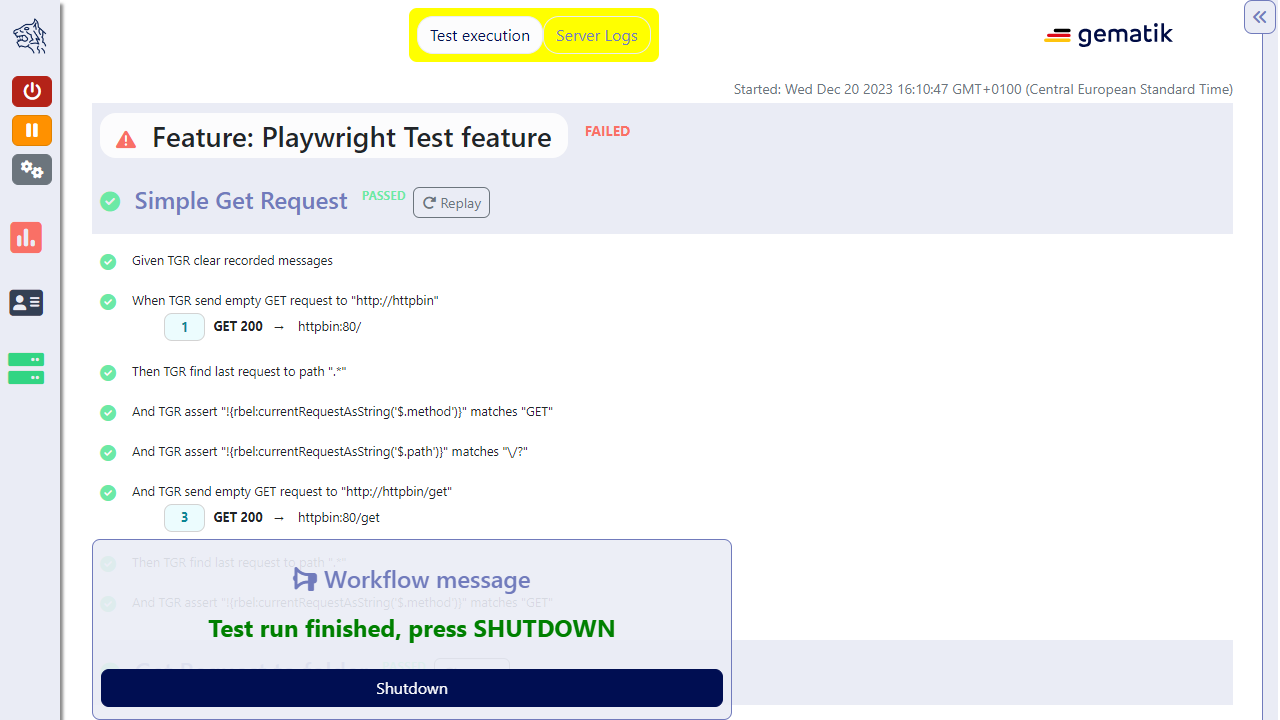 Test execution
Server Logs
gematik
Started: Wed Dec 20 2023 16:10:47 GMT+0100 (Central European Standard Time)
Feature: Playwright Test feature
FAILED
Simple Get Request
PASSED
Replay
Given TGR clear recorded messages
When TGR send empty GET request to "http://httpbin"
1 GET 200 → httpbin:80/
Then TGR find last request to path ".*"
And TGR assert "!{rbel:currentRequestAsString('$.method')}" matches "GET"
And TGR assert "!{rbel:currentRequestAsString('$.path')}" matches "\/?"
And TGR send empty GET request to "http://httpbin/get"
3 GET 200 → httpbin:80/get
Then TGR find last request to path ".*"
Workflow message
And TGR assert "!{rbel:currentRequestAsString('$.method')}" matches "GET"
Test run finished, press SHUTDOWN
Shutdown